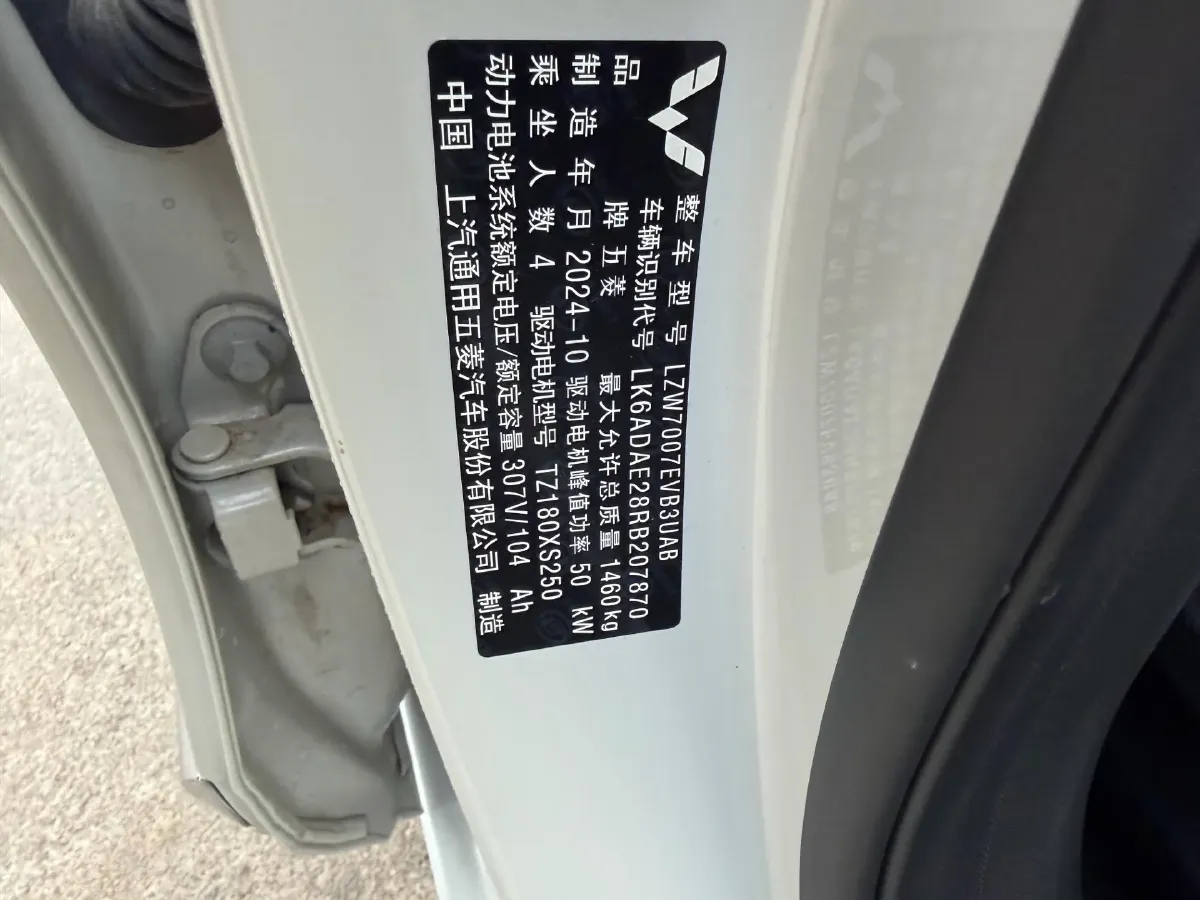 整车型号 LZW7007EVB3UAB
车辆识别代号 LK6ADAE28RB207870
品牌 五菱 最大允许总质量 1460kg
制造年月 2024-10 驱动电机峰值功率 50 kW
乘坐人数 4 驱动电机型号 TZ180XS250
动力电池系统额定电压/额定容量 307V/104 Ah
中国 上汽通用五菱汽车股份有限公司 制造